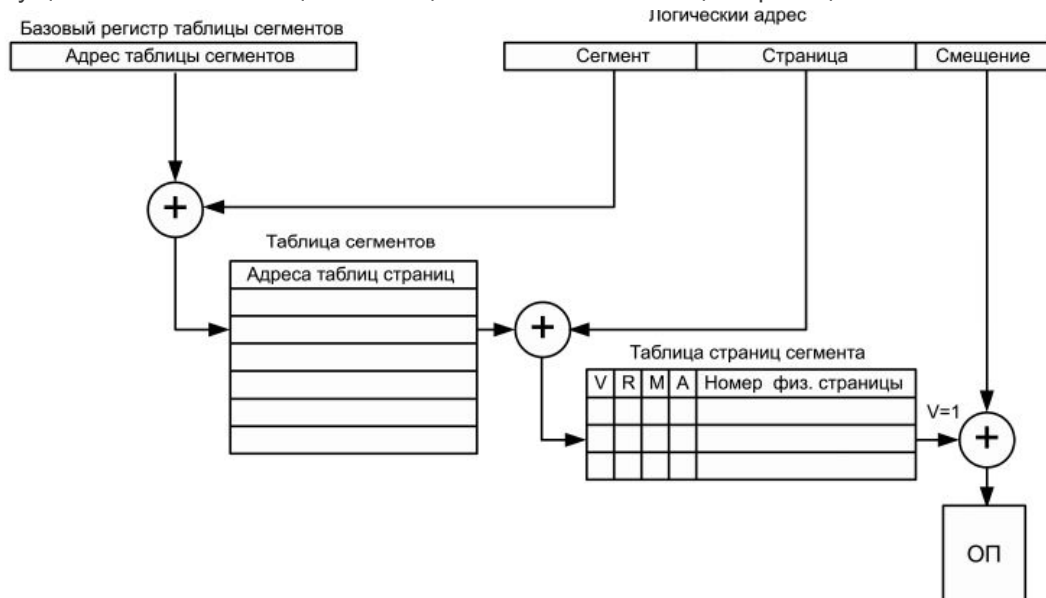 Логический адрес
Базовый регистр таблицы сегментов
Адрес таблицы сегментов
Сегмент
Страница
Смещение
+
Таблица сегментов
Адреса таблиц страниц
+
Таблица страниц сегмента
V R M A Номер физ. страницы
V=1
+
ОП